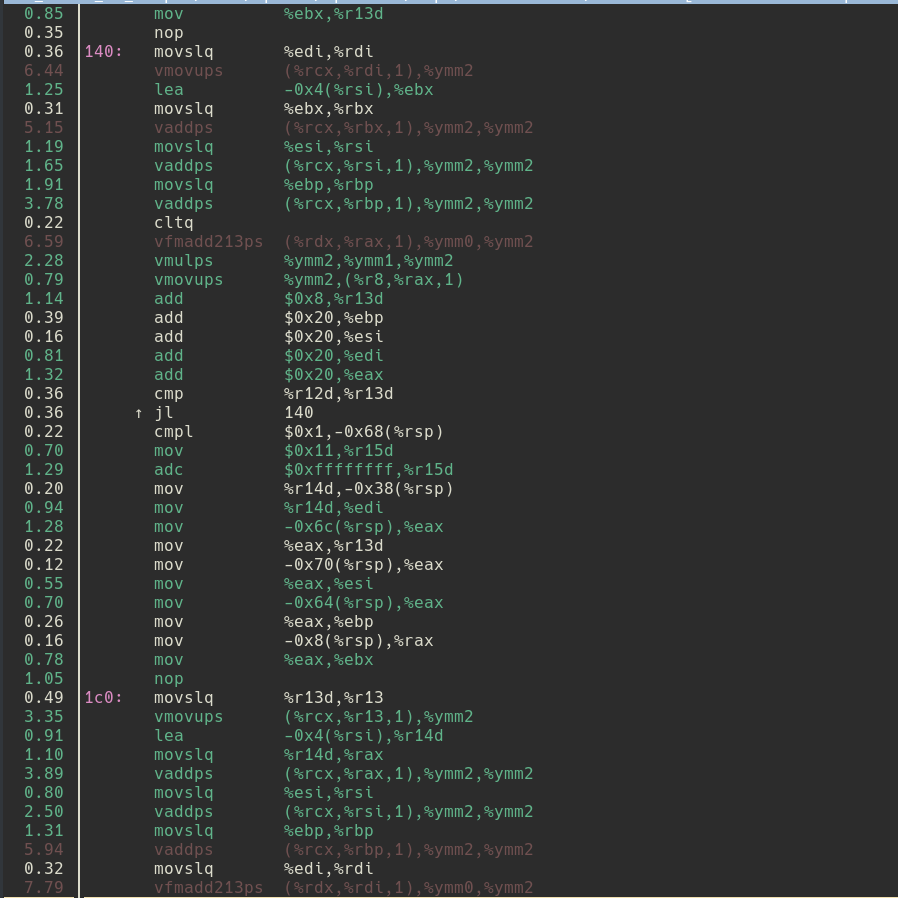 0.85 mov %ebx,%r13d
0.35 nop
0.36 140: movslq %edi,%rdi
6.44 vmovups (%rcx,%rdi,1),%ymm2
1.25 lea -0x4(%rsi),%ebx
0.31 movslq %ebx,%rbx
5.15 vaddps (%rcx,%rbx,1),%ymm2,%ymm2
1.19 movslq %esi,%rsi
1.65 vaddps (%rcx,%rsi,1),%ymm2,%ymm2
1.91 movslq %ebp,%rbp
3.78 vaddps (%rcx,%rbp,1),%ymm2,%ymm2
0.22 cltq
6.59 vfmadd213ps (%rdx,%rax,1),%ymm0,%ymm2
2.28 vmulps %ymm2,%ymm1,%ymm2
0.79 vmovups %ymm2,(%r8,%rax,1)
1.14 add $0x8,%r13d
0.39 add $0x20,%ebp
0.16 add $0x20,%esi
0.81 add $0x20,%edi
1.32 add $0x20,%eax
0.36 cmp %r12d,%r13d
0.36 ↑ jl 140
0.22 cmpl $0x1,-0x68(%rsp)
0.70 mov $0x11,%r15d
1.29 adc $0xffffffff,%r15d
0.20 mov %r14d,-0x38(%rsp)
0.94 mov %r14d,%edi
1.28 mov -0x6c(%rsp),%eax
0.22 mov %eax,%r13d
0.12 mov -0x70(%rsp),%eax
0.55 mov %eax,%esi
0.70 mov -0x64(%rsp),%eax
0.26 mov %eax,%ebp
0.16 mov -0x8(%rsp),%rax
0.78 mov %eax,%ebx
1.05 nop
0.49 1c0: movslq %r13d,%r13
3.35 vmovups (%rcx,%r13,1),%ymm2
0.91 lea -0x4(%rsi),%r14d
1.10 movslq %r14d,%rax
3.89 vaddps (%rcx,%rax,1),%ymm2,%ymm2
0.80 movslq %esi,%rsi
2.50 vaddps (%rcx,%rsi,1),%ymm2,%ymm2
1.31 movslq %ebp,%rbp
5.94 vaddps (%rcx,%rbp,1),%ymm2,%ymm2
0.32 movslq %edi,%rdi
7.79 vfmadd213ps (%rdx,%rdi,1),%ymm0,%ymm2